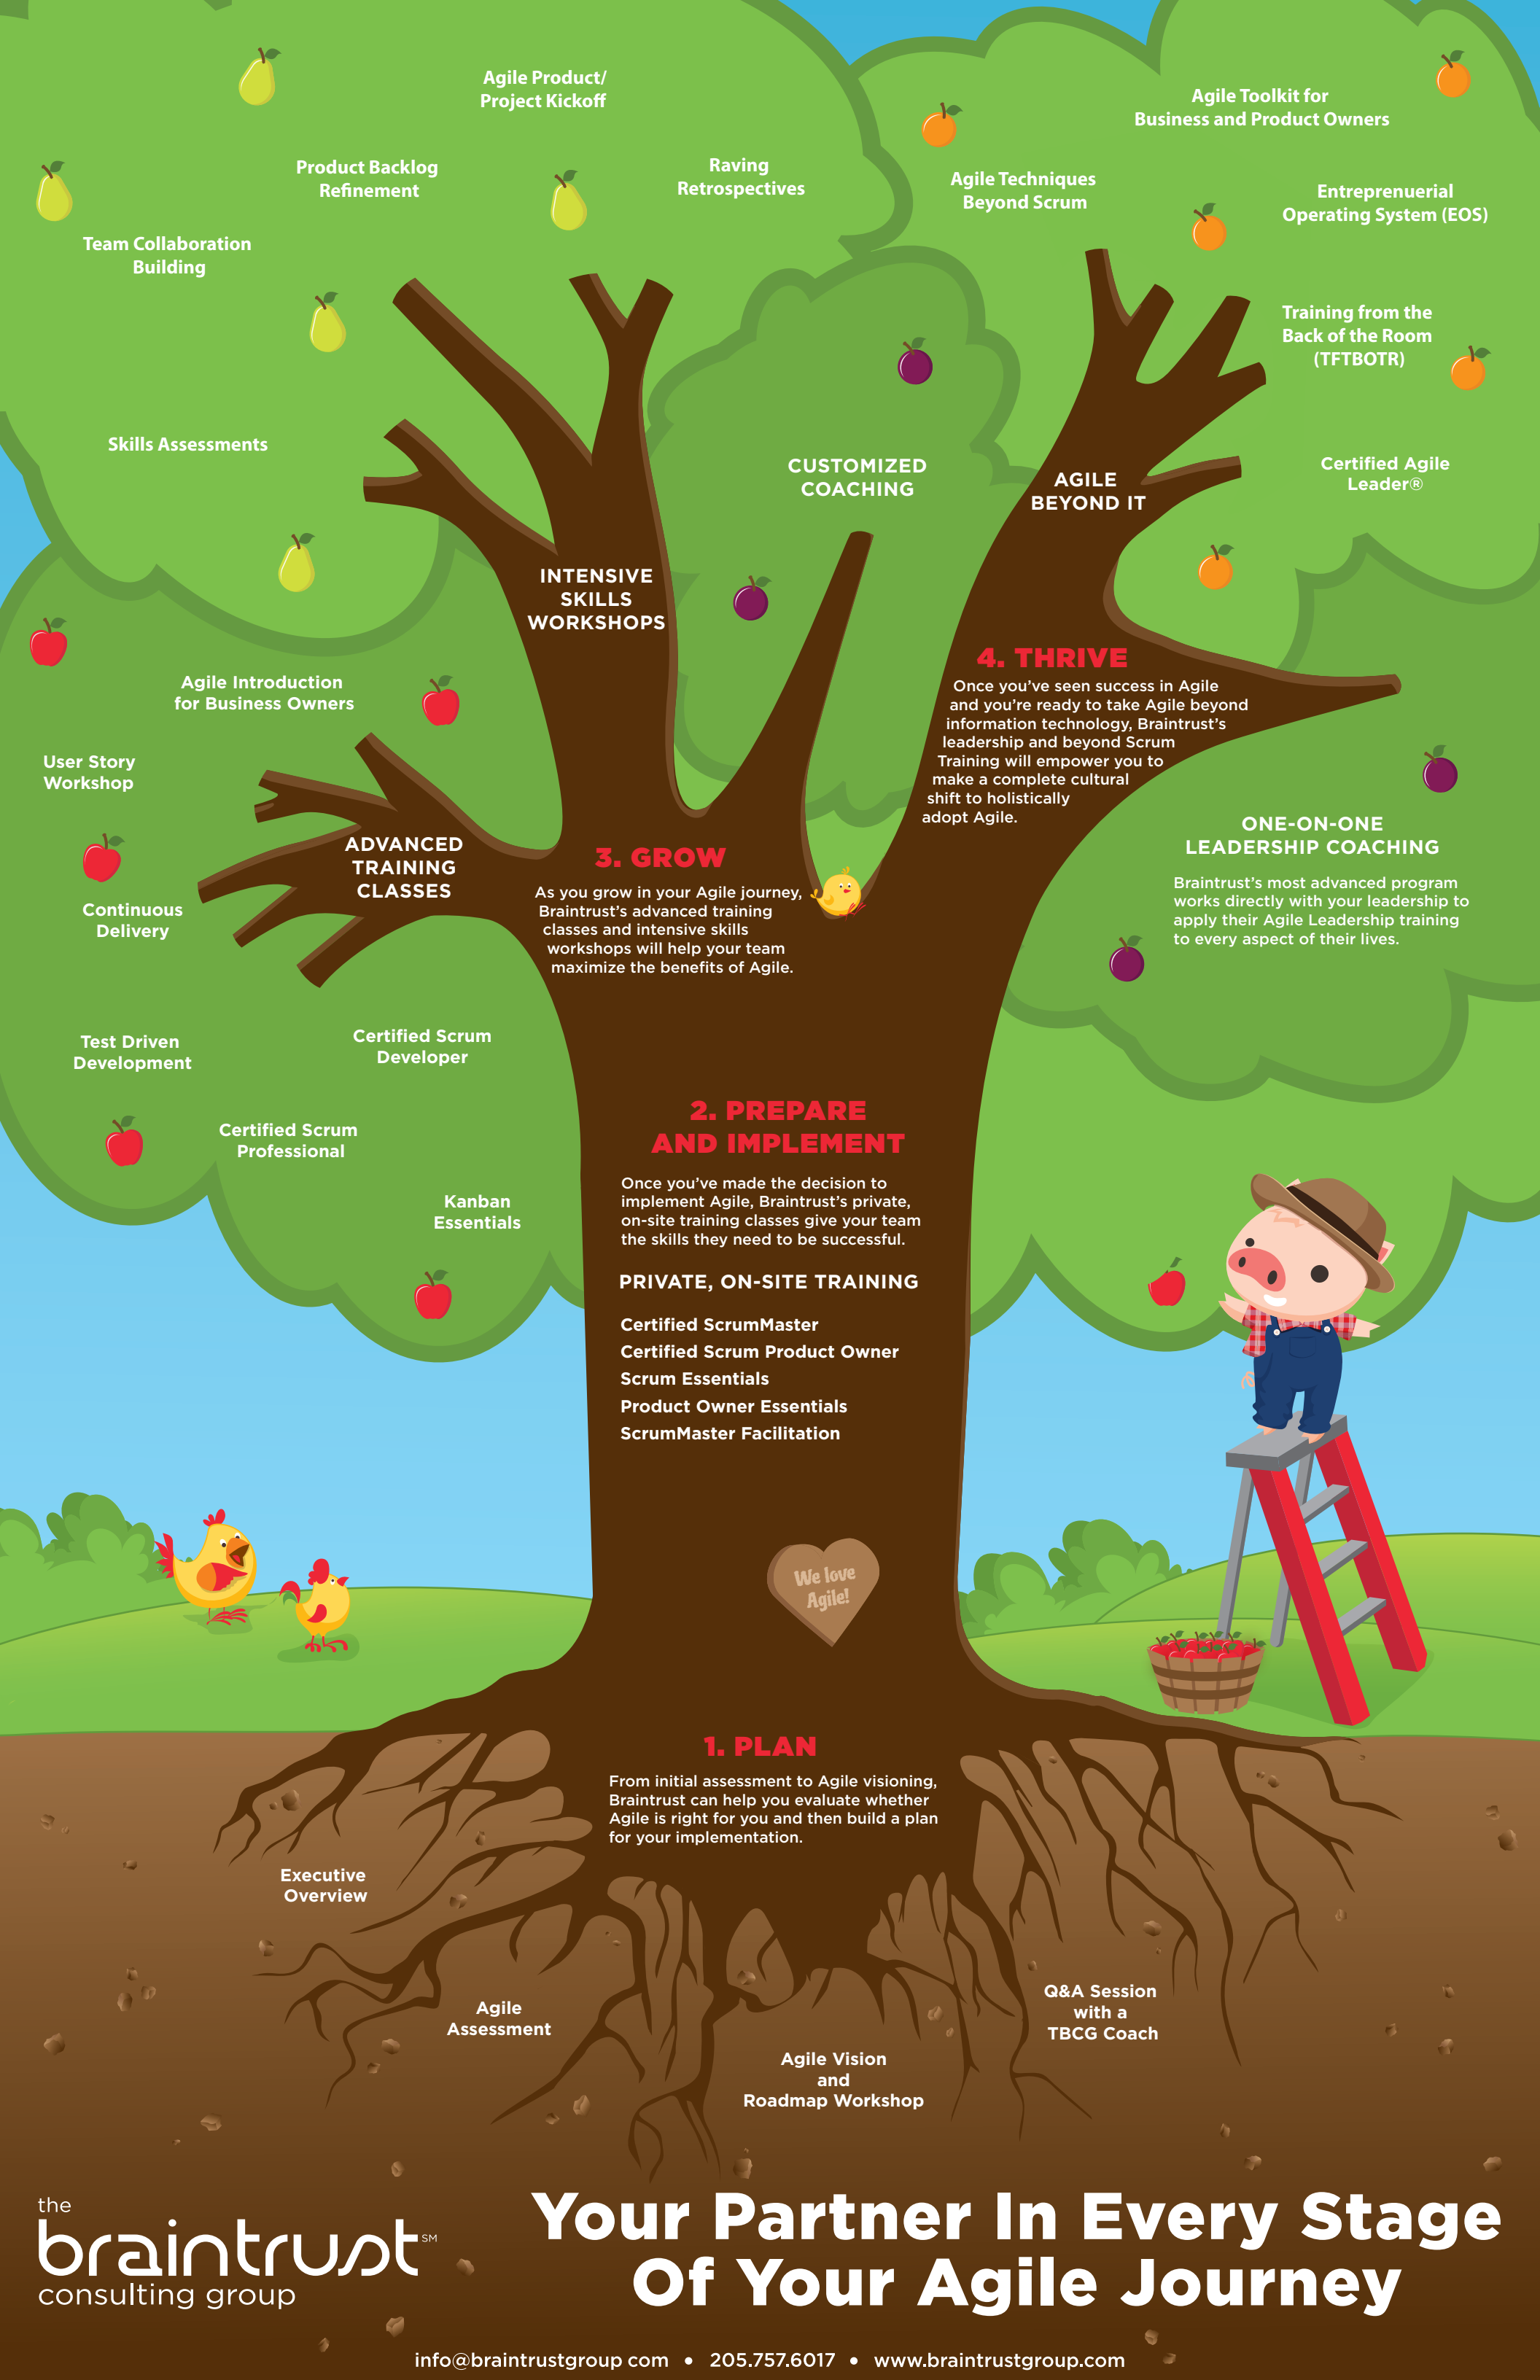 Agile Product/
Project Kickoff
Agile Toolkit for
Business and Product Owners
Product Backlog
Refinement
Raving
Retrospectives
Agile Techniques
Beyond Scrum
Entreprenuerial
Operating System (EOS)
Team Collaboration
Building
Training from the
Back of the Room
(TFTBOTR)
Skills Assessments
CUSTOMIZED
COACHING
AGILE
BEYOND IT
Certified Agile
Leader®
INTENSIVE
SKILLS
WORKSHOPS
4. THRIVE
Once you’ve seen success in Agile
and you’re ready to take Agile beyond
information technology, Braintrust’s
leadership and beyond Scrum
Training will empower you to
make a complete cultural
shift to holistically
adopt Agile.
Agile Introduction
for Business Owners
User Story
Workshop
ADVANCED
TRAINING
CLASSES
3. GROW
As you grow in your Agile journey,
Braintrust’s advanced training
classes and intensive skills
workshops will help your team
maximize the benefits of Agile.
ONE-ON-ONE
LEADERSHIP COACHING
Braintrust’s most advanced program
works directly with your leadership to
apply their Agile Leadership training
to every aspect of their lives.
Continuous
Delivery
Test Driven
Development
Certified Scrum
Developer
Certified Scrum
Professional
Kanban
Essentials
2. PREPARE
AND IMPLEMENT
Once you’ve made the decision to
implement Agile, Braintrust’s private,
on-site training classes give your team
the skills they need to be successful.
PRIVATE, ON-SITE TRAINING
Certified ScrumMaster
Certified Scrum Product Owner
Scrum Essentials
Product Owner Essentials
ScrumMaster Facilitation
We love
Agile!
1. PLAN
From initial assessment to Agile visioning,
Braintrust can help you evaluate whether
Agile is right for you and then build a plan
for your implementation.
Executive
Overview
Agile
Assessment
Agile Vision
and
Roadmap Workshop
Q&A Session
with a
TBCG Coach
the
braintrust SM
consulting group
Your Partner In Every Stage
Of Your Agile Journey
info@braintrustgroup com • 205.757.6017 • www.braintrustgroup.com